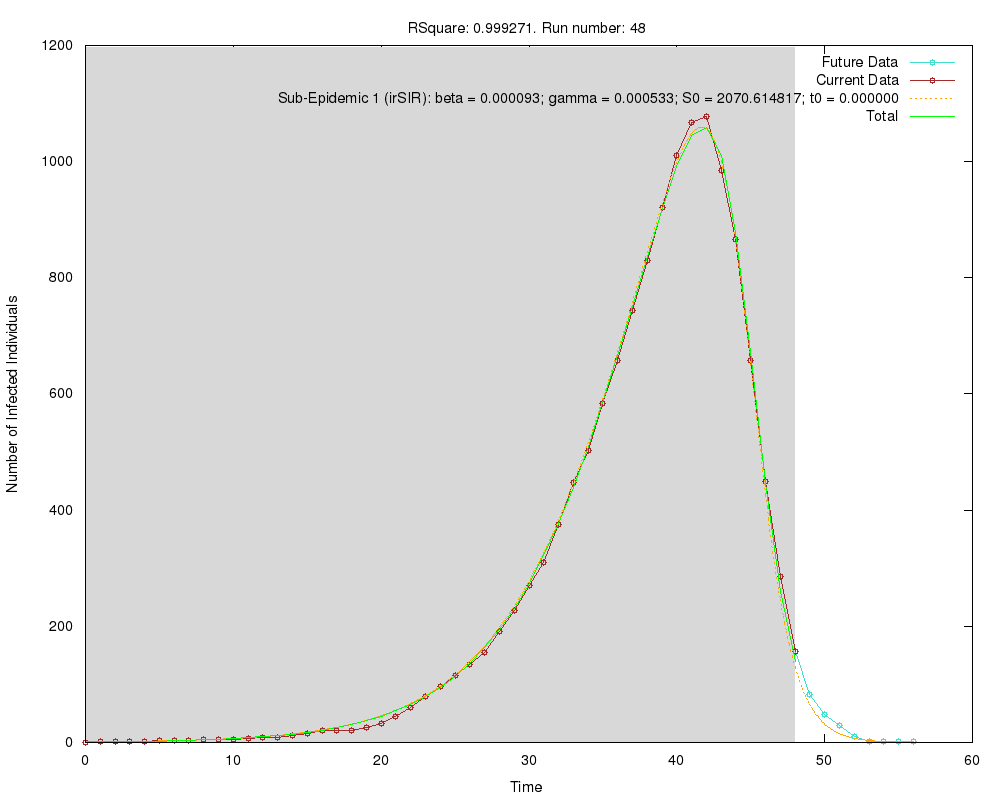 RSquare: 0.999271. Run number: 48
1200
1000
800
600
400
200
0
Number of Infected Individuals
Future Data
Current Data
Sub-Epidemic 1 (irSIR): beta = 0.000093; gamma = 0.000533; S0 = 2070.614817; t0 = 0.000000
Total
0 10 20 30 40 50 60
Time